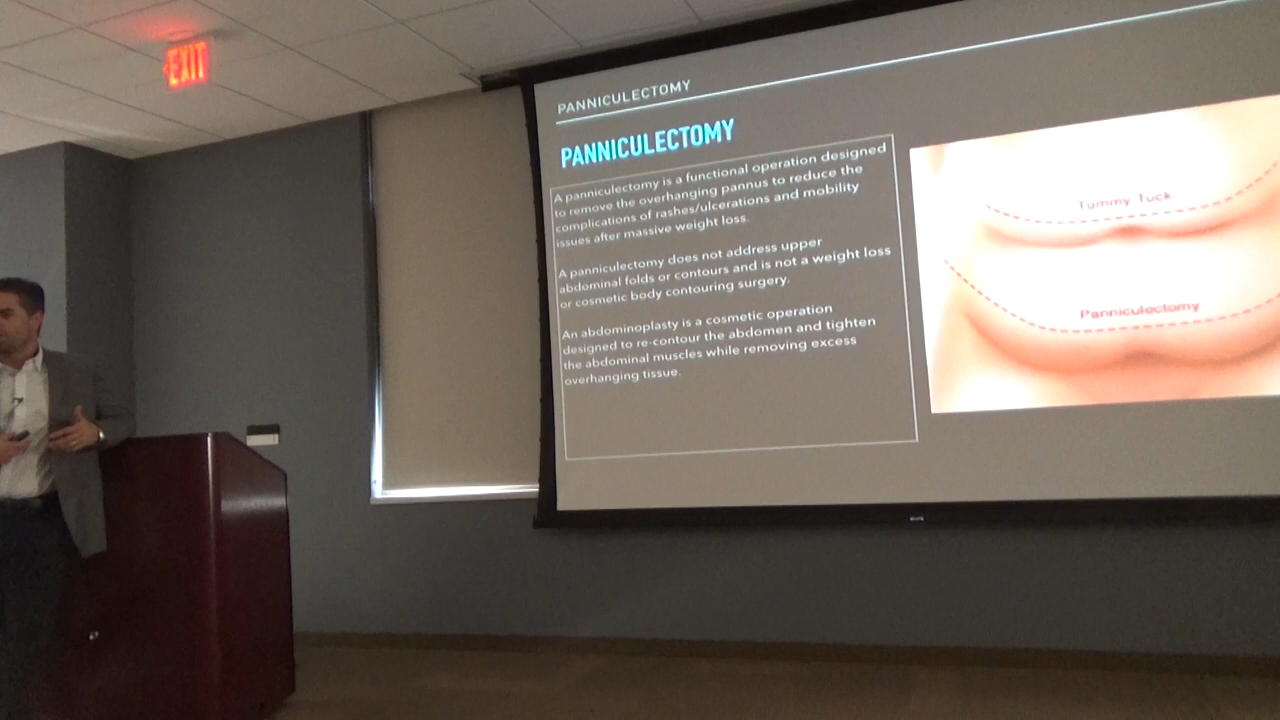 EXIT
PANNICULECTOMY
PANNICULECTOMY
A panniculectomy is a functional operation designed
to remove the overhanging pannus to reduce the
complications of rashes/ulcerations and mobility
issues after massive weight loss.
A panniculectomy does not address upper
abdominal folds or contours and is not a weight loss
or cosmetic body contouring surgery.
An abdominoplasty is a cosmetic operation
designed to re-contour the abdomen and tighten
the abdominal muscles while removing excess
overhanging tissue.
Tummy Tuck
Panniculectomy